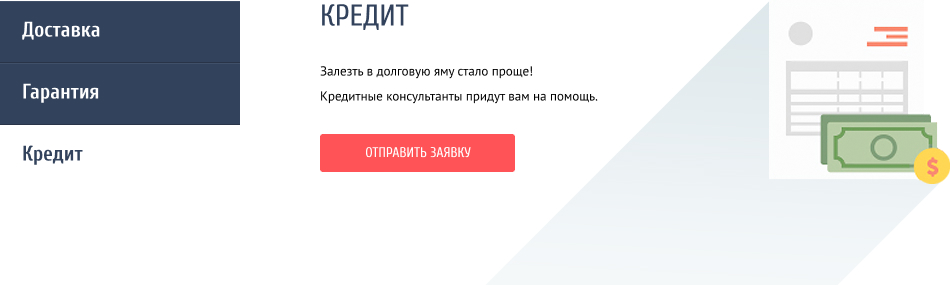 Доставка
Гарантия
Кредит
КРЕДИТ
Залезть в долговую яму стало проще!
Кредитные консультанты придут вам на помощь.
ОТПРАВИТЬ ЗАЯВКУ
$